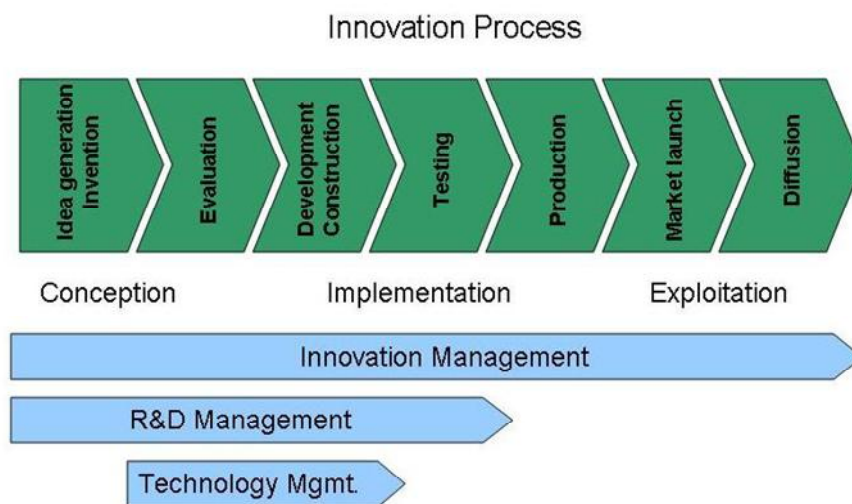 Innovation Process
Idea generation
Invention
Evaluation
Development
Construction
Testing
Production
Market launch
Diffusion
Conception
Implementation
Exploitation
Innovation Management
R&D Management
Technology Mgmt.